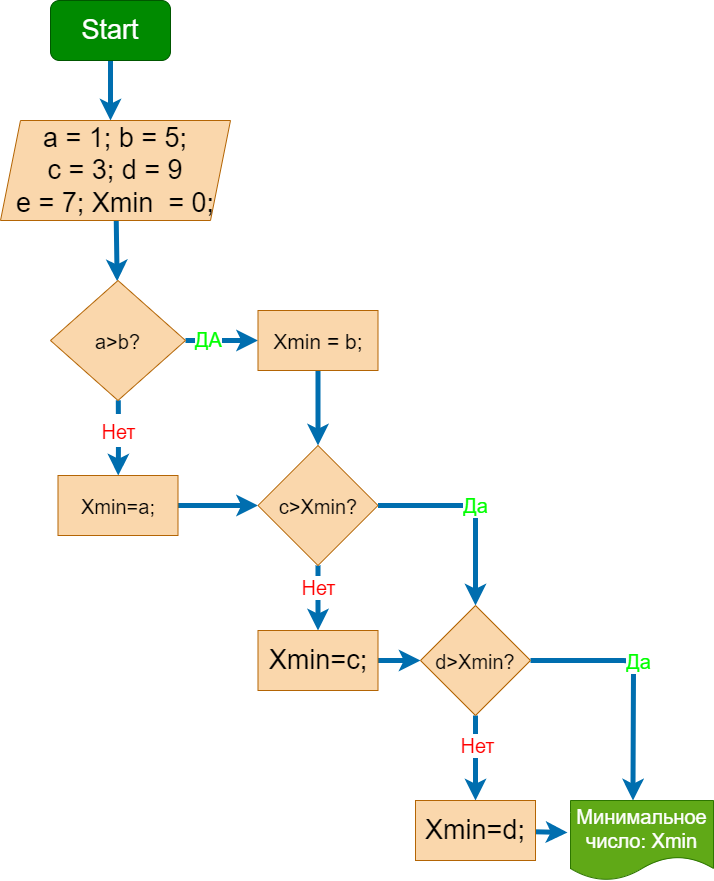 Start
a = 1; b = 5;
c = 3; d = 9
e = 7; Xmin = 0;
a>b?
ДА
Xmin = b;
Нет
Xmin=a;
c>Xmin?
Да
Нет
Xmin=c;
d>Xmin?
Да
Нет
Xmin=d;
Минимальное
число: Xmin